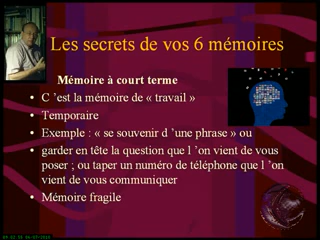 Les secrets de vos 6 mémoires
Mémoire à court terme
• C ’est la mémoire de « travail »
• Temporaire
• Exemple : « se souvenir d ’une phrase » ou
• garder en tête la question que l ’on vient de vous
poser ; ou taper un numéro de téléphone que l ’on
vient de vous communiquer
• Mémoire fragile